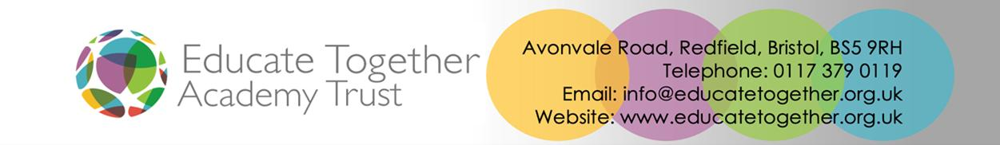 Educate Together
Academy Trust
Avonvale Road, Redfield, Bristol, BS5 9RH
Telephone: 0117 379 0119
Email: info@educatetogether.org.uk
Website: www.educatetogether.org.uk